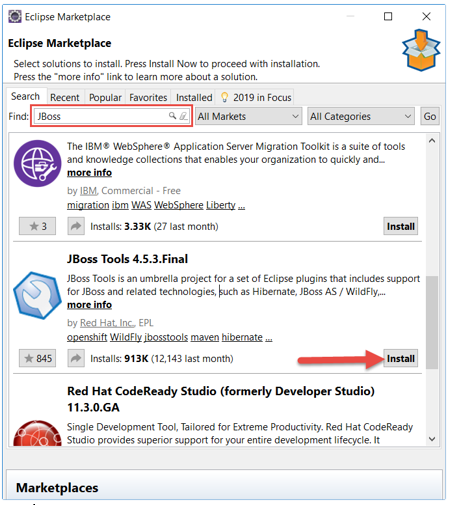 Eclipse Marketplace
Eclipse Marketplace
Select solutions to install. Press Install Now to proceed with installation.
Press the "more info" link to learn more about a solution.
Search Recent Popular Favorites Installed 2019 in Focus
Find: JBoss All Markets All Categories Go
The IBM® WebSphere® Application Server Migration Toolkit is a suite of tools
and knowledge collections that enables your organization to quickly and...
more info
by IBM, Commercial - Free
migration ibm WAS WebSphere Liberty ...
3 Installs: 3.33K (27 last month) Install
JBoss Tools 4.5.3.Final
JBoss Tools is an umbrella project for a set of Eclipse plugins that includes support
for JBoss and related technologies, such as Hibernate, JBoss AS / WildFly,...
more info
by Red Hat, Inc., EPL
openshift WildFly jbosstools maven hibernate ...
845 Installs: 913K (12,143 last month) Install
Red Hat CodeReady Studio (formerly Developer Studio)
11.3.0.GA
Single Development Tool, Tailored for Extreme Productivity. Red Hat CodeReady
Studio provides superior support for your entire development lifecycle. It
Marketplaces